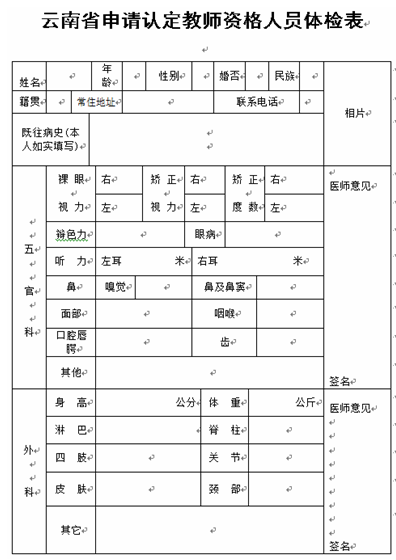 云南省申请认定教师资格人员体检表
姓名 年龄 性别 婚否 民族 相片
籍贯 常住地址 联系电话
既往病史(本人如实填写)
五官科 裸眼视力 右 矫正视力 右 矫正度数 右 医师意见
左 左 左
辩色力 眼病
听 力 左耳 米 右耳 米
鼻 嗅觉 鼻及鼻窦
面部 咽喉
口腔唇腭 齿
其他 签名
外科 身 高 公分 体 重 公斤 医师意见
淋 巴 脊 柱
四 肢 关 节
皮 肤 颈 部
其它 签名